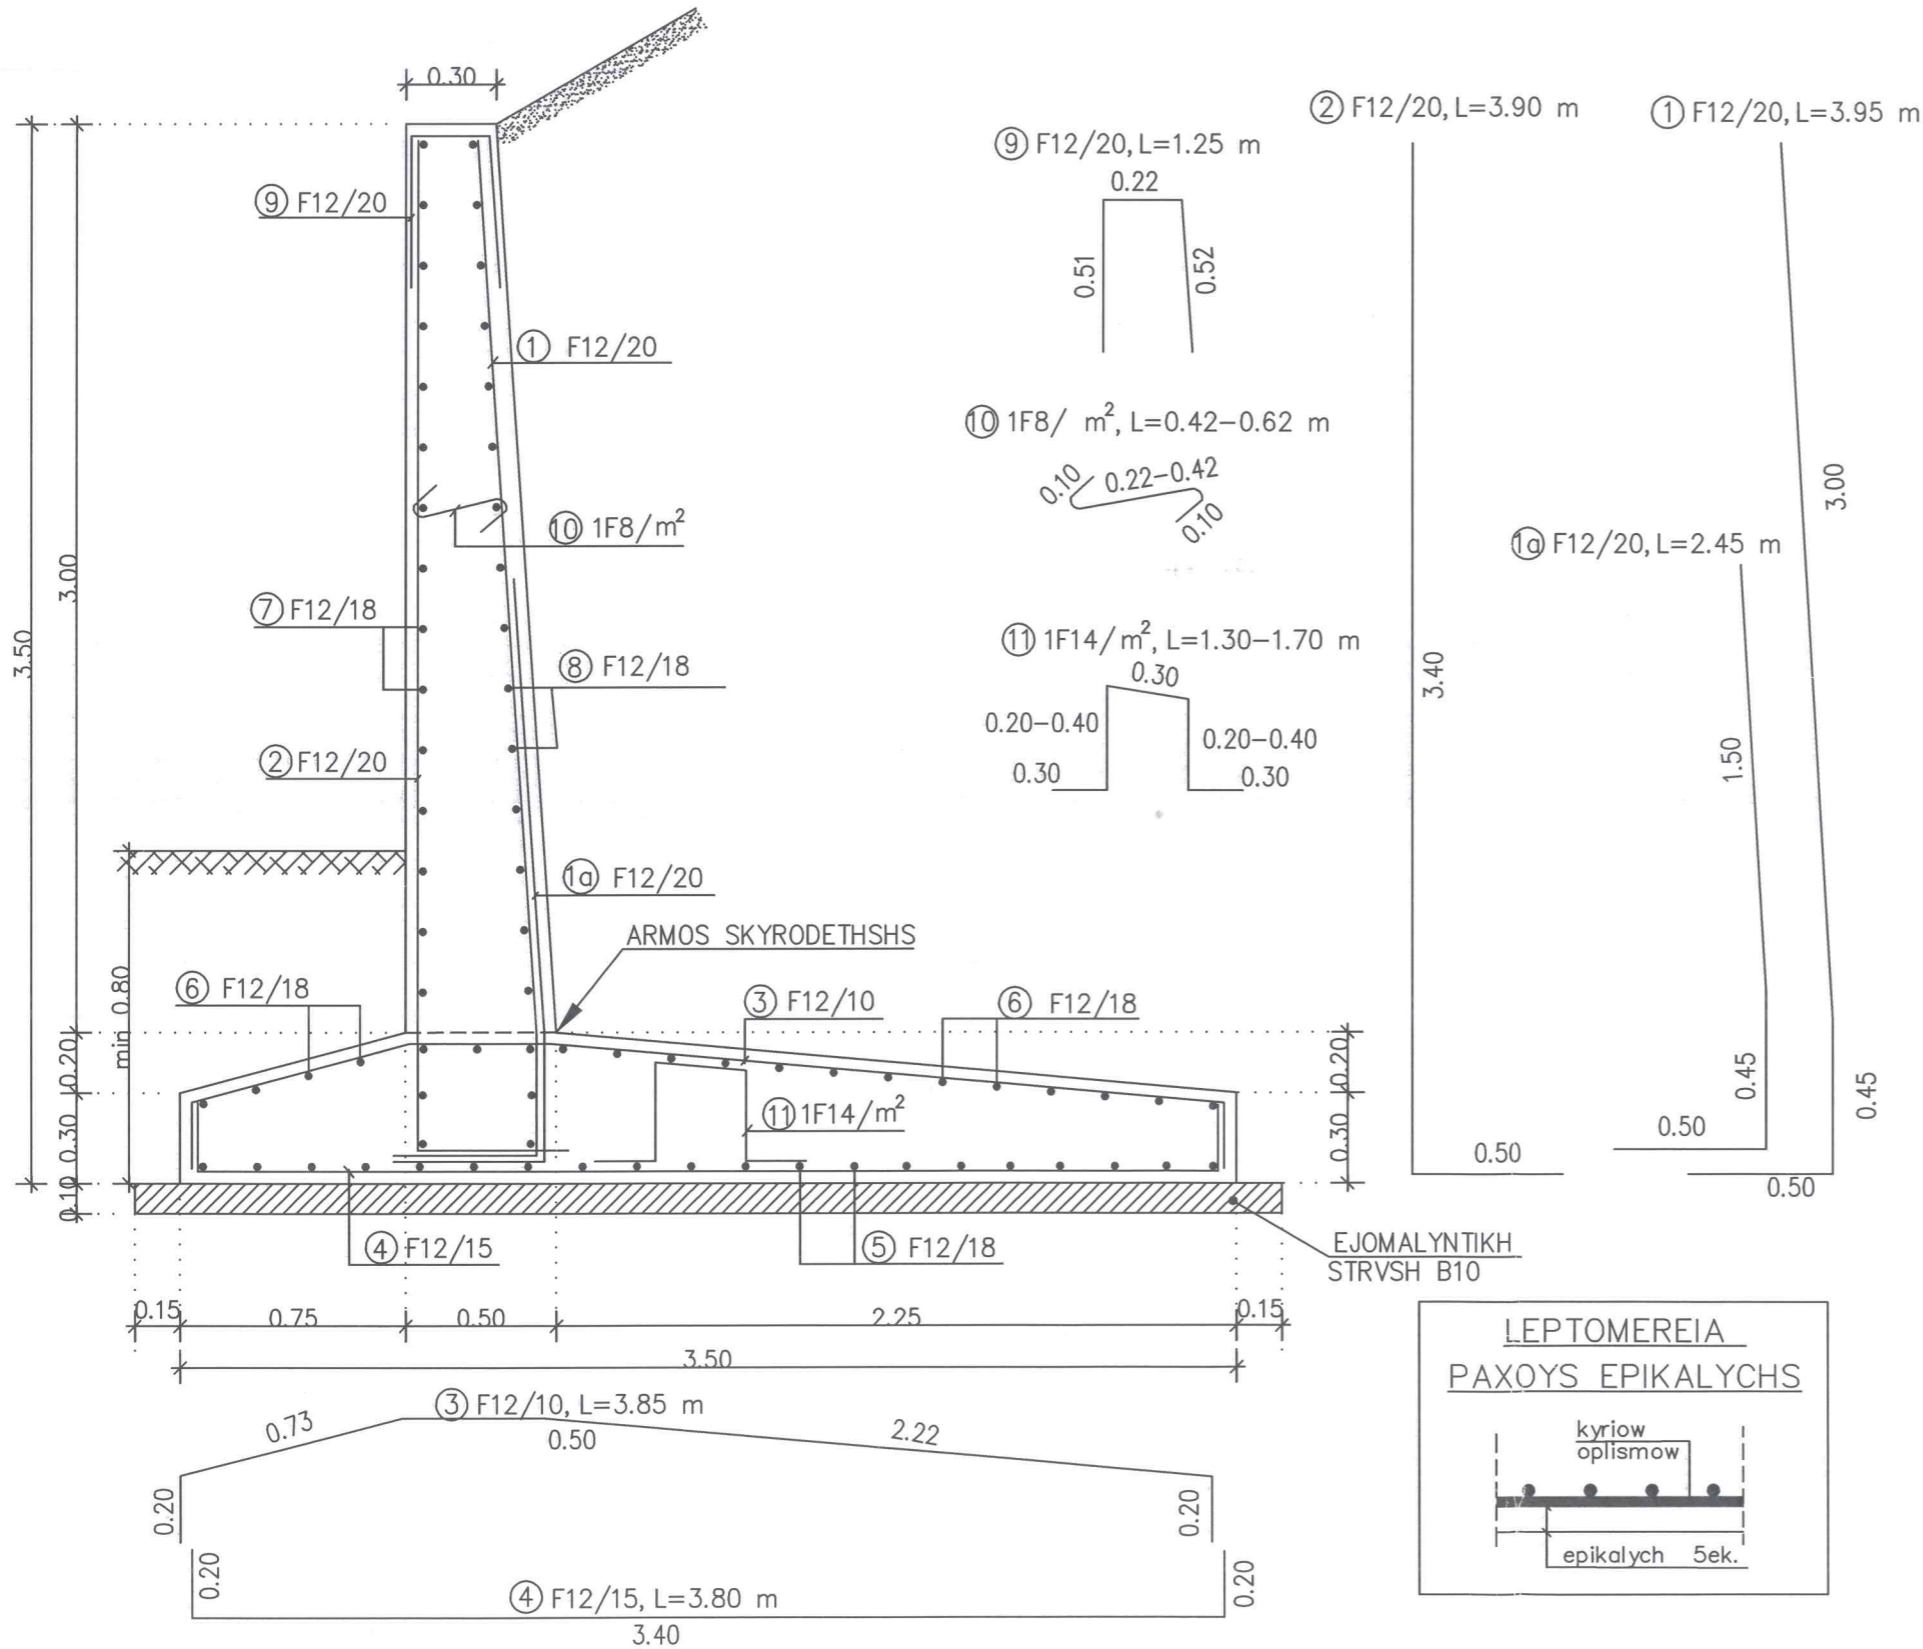 0.30
② F12/20, L=3.90 m
① F12/20, L=3.95 m
⑨ F12/20, L=1.25 m
0.22
0.51
0.52
⑨ F12/20
① F12/20
⑩ 1F8/ m², L=0.42-0.62 m
0.10
0.22-0.42
0.10
⑩ 1F8/m²
3.00
1a F12/20, L=2.45 m
3.00
3.50
⑦ F12/18
⑧ F12/18
⑪ 1F14/m², L=1.30-1.70 m
0.30
0.20-0.40
0.20-0.40
0.30
0.30
3.40
1.50
② F12/20
1a F12/20
ARMOS SKYRODETHSHS
min 0.80
⑥ F12/18
③ F12/10
⑥ F12/18
0.20
0.30
0.10
⑪ 1F14/m²
0.20
0.30
0.45
0.45
0.50
0.50
0.50
④ F12/15
⑤ F12/18
EJOMALYNTIKH
STRVSH B10
0.15
0.75
0.50
2.25
0.15
3.50
③ F12/10, L=3.85 m
0.73
0.50
2.22
0.20
0.20
0.20
0.20
④ F12/15, L=3.80 m
3.40
LEPTOMEREIA
PAXOYS EPIKALYCHS
kyriow
oplismow
epikalych 5ek.